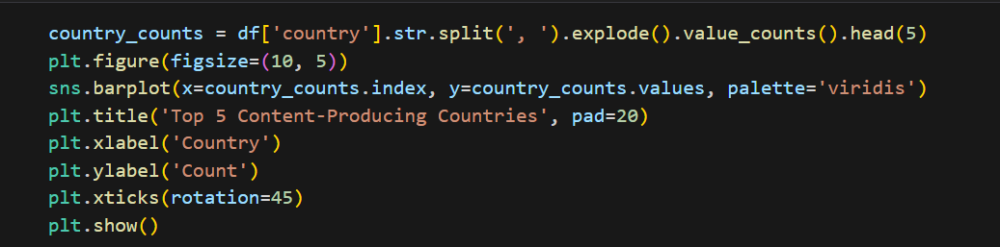 country_counts = df['country'].str.split(', ').explode().value_counts().head(5)
plt.figure(figsize=(10, 5))
sns.barplot(x=country_counts.index, y=country_counts.values, palette='viridis')
plt.title('Top 5 Content-Producing Countries', pad=20)
plt.xlabel('Country')
plt.ylabel('Count')
plt.xticks(rotation=45)
plt.show()